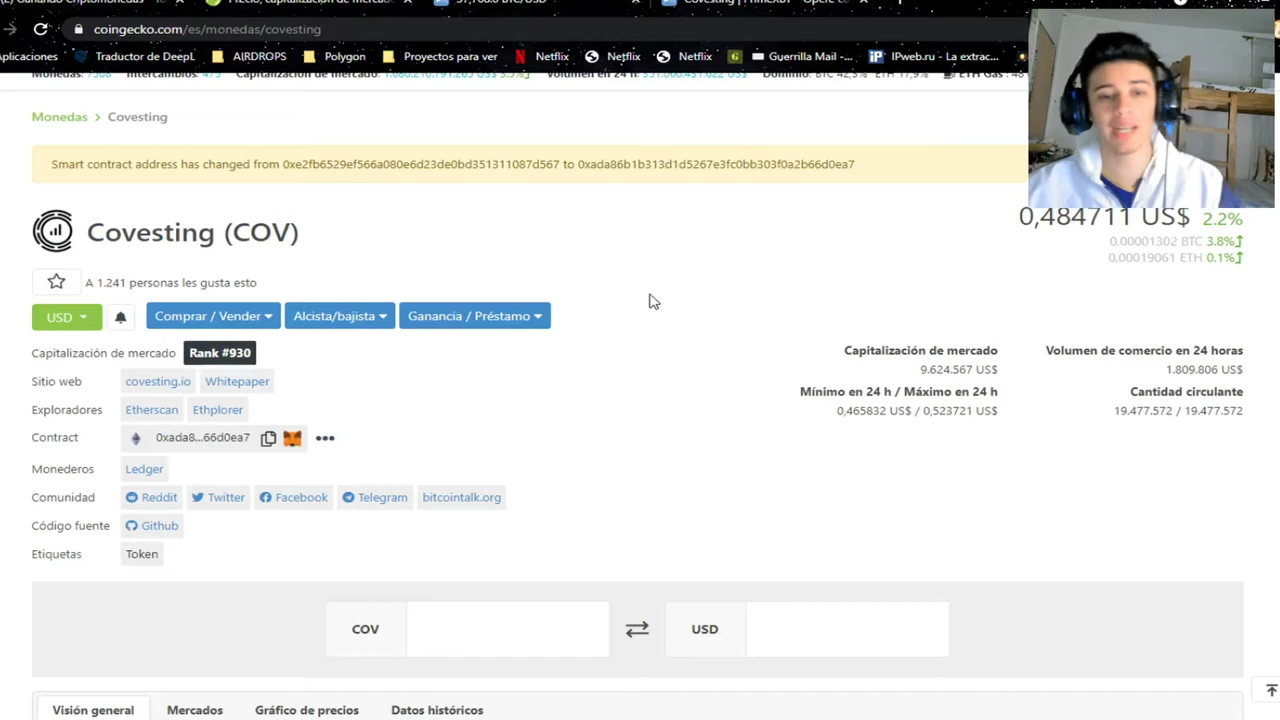 coingecko.com/es/monedas/covesting
Traductor de DeepL AIRDROPS Polygon Proyectos para ver Netflix Netflix Netflix Guerrilla Mail -... IPweb.ru - La extrac...
Monedas > Covesting
Smart contract address has changed from 0xe2fb6529ef566a080e6d23de0bd351311087d567 to 0xada86b1b313d1d5267e3fc0bb303f0a2b66d0ea7
Covesting (COV)
0,484711 US$ 2.2%
0,00001302 BTC 3.8%
0,00019061 ETH 0.1%
A 1.241 personas les gusta esto
USD
Comprar / Vender
Alcista/bajista
Ganancia / Préstamo
Capitalización de mercado Rank #930
Sitio web covesting.io Whitepaper
Exploradores Etherscan Ethplorer
Contract 0xada8...66d0ea7
Monederos Ledger
Comunidad Reddit Twitter Facebook Telegram bitcointalk.org
Código fuente Github
Etiquetas Token
Capitalización de mercado
9.624.567 US$
Volumen de comercio en 24 horas
1.809.806 US$
Mínimo en 24 h / Máximo en 24 h
0,465832 US$ / 0,523721 US$
Cantidad circulante
19.477.572 / 19.477.572
COV
USD
Visión general Mercados Gráfico de precios Datos históricos